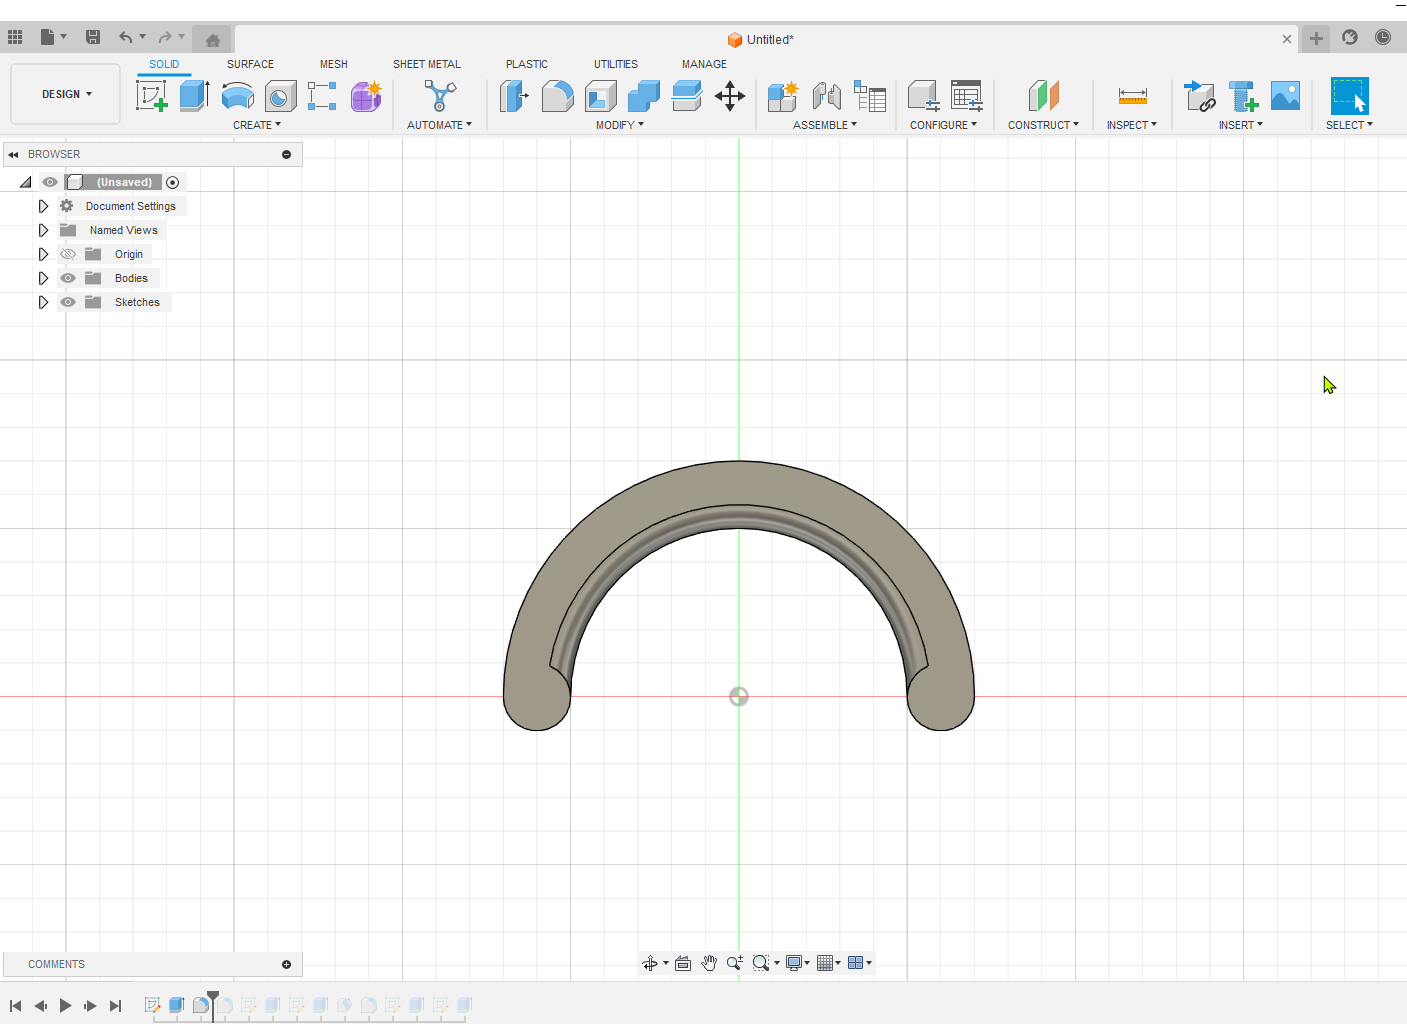 Untitled*
SOLID SURFACE MESH SHEET METAL PLASTIC UTILITIES MANAGE
DESIGN
CREATE AUTOMATE MODIFY ASSEMBLE CONFIGURE CONSTRUCT INSPECT INSERT SELECT
BROWSER
(Unsaved)
Document Settings
Named Views
Origin
Bodies
Sketches
COMMENTS